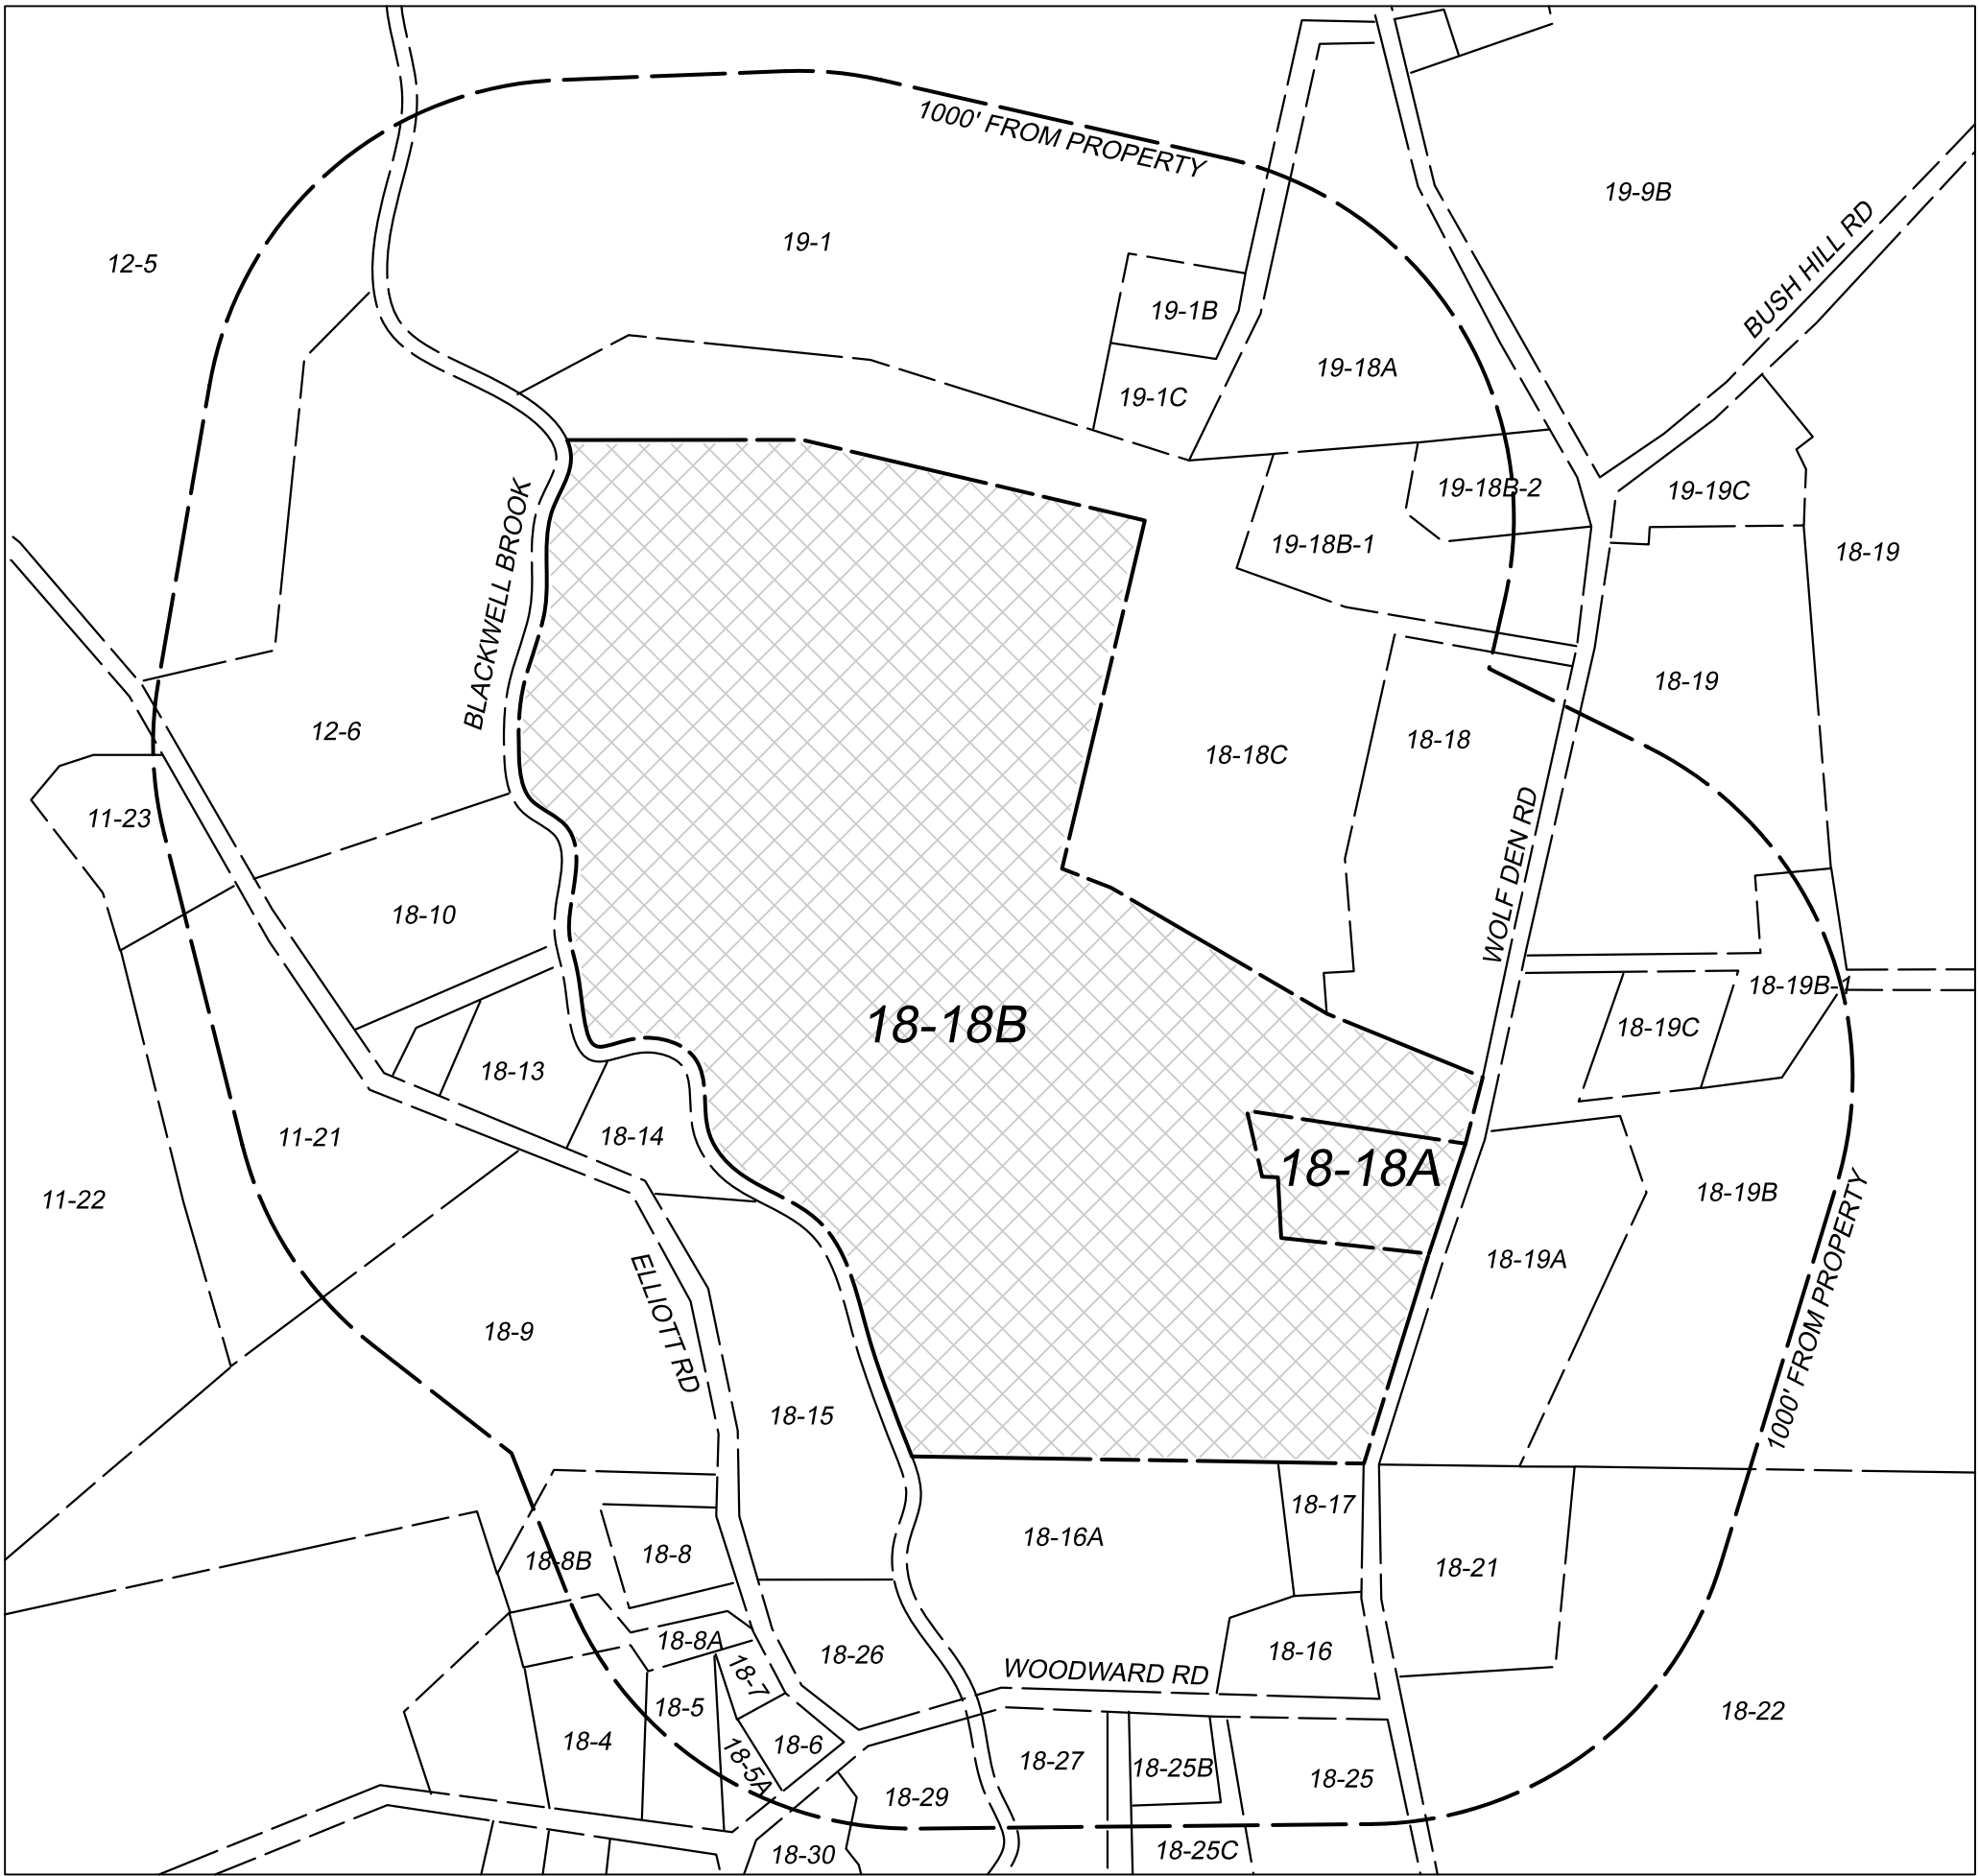 1000' FROM PROPERTY
19-9B
BUSH HILL RD
12-5
19-1
19-1B
19-18A
19-1C
19-18B-2
19-19C
BLACKWELL BROOK
19-18B-1
18-19
18-19
12-6
18-18
18-18C
11-23
WOLF DEN RD
18-10
18-19B-1
18-18B
18-19C
18-13
18-14
11-21
18-18A
11-22
18-19B
18-19A
1000' FROM PROPERTY
ELLIOTT RD
18-9
18-15
18-17
18-16A
18-8B
18-8
18-21
18-8A
18-26
18-16
WOODWARD RD
18-7
18-5
18-22
18-4
18-6
18-5A
18-27
18-25B
18-25
18-29
18-30
18-25C